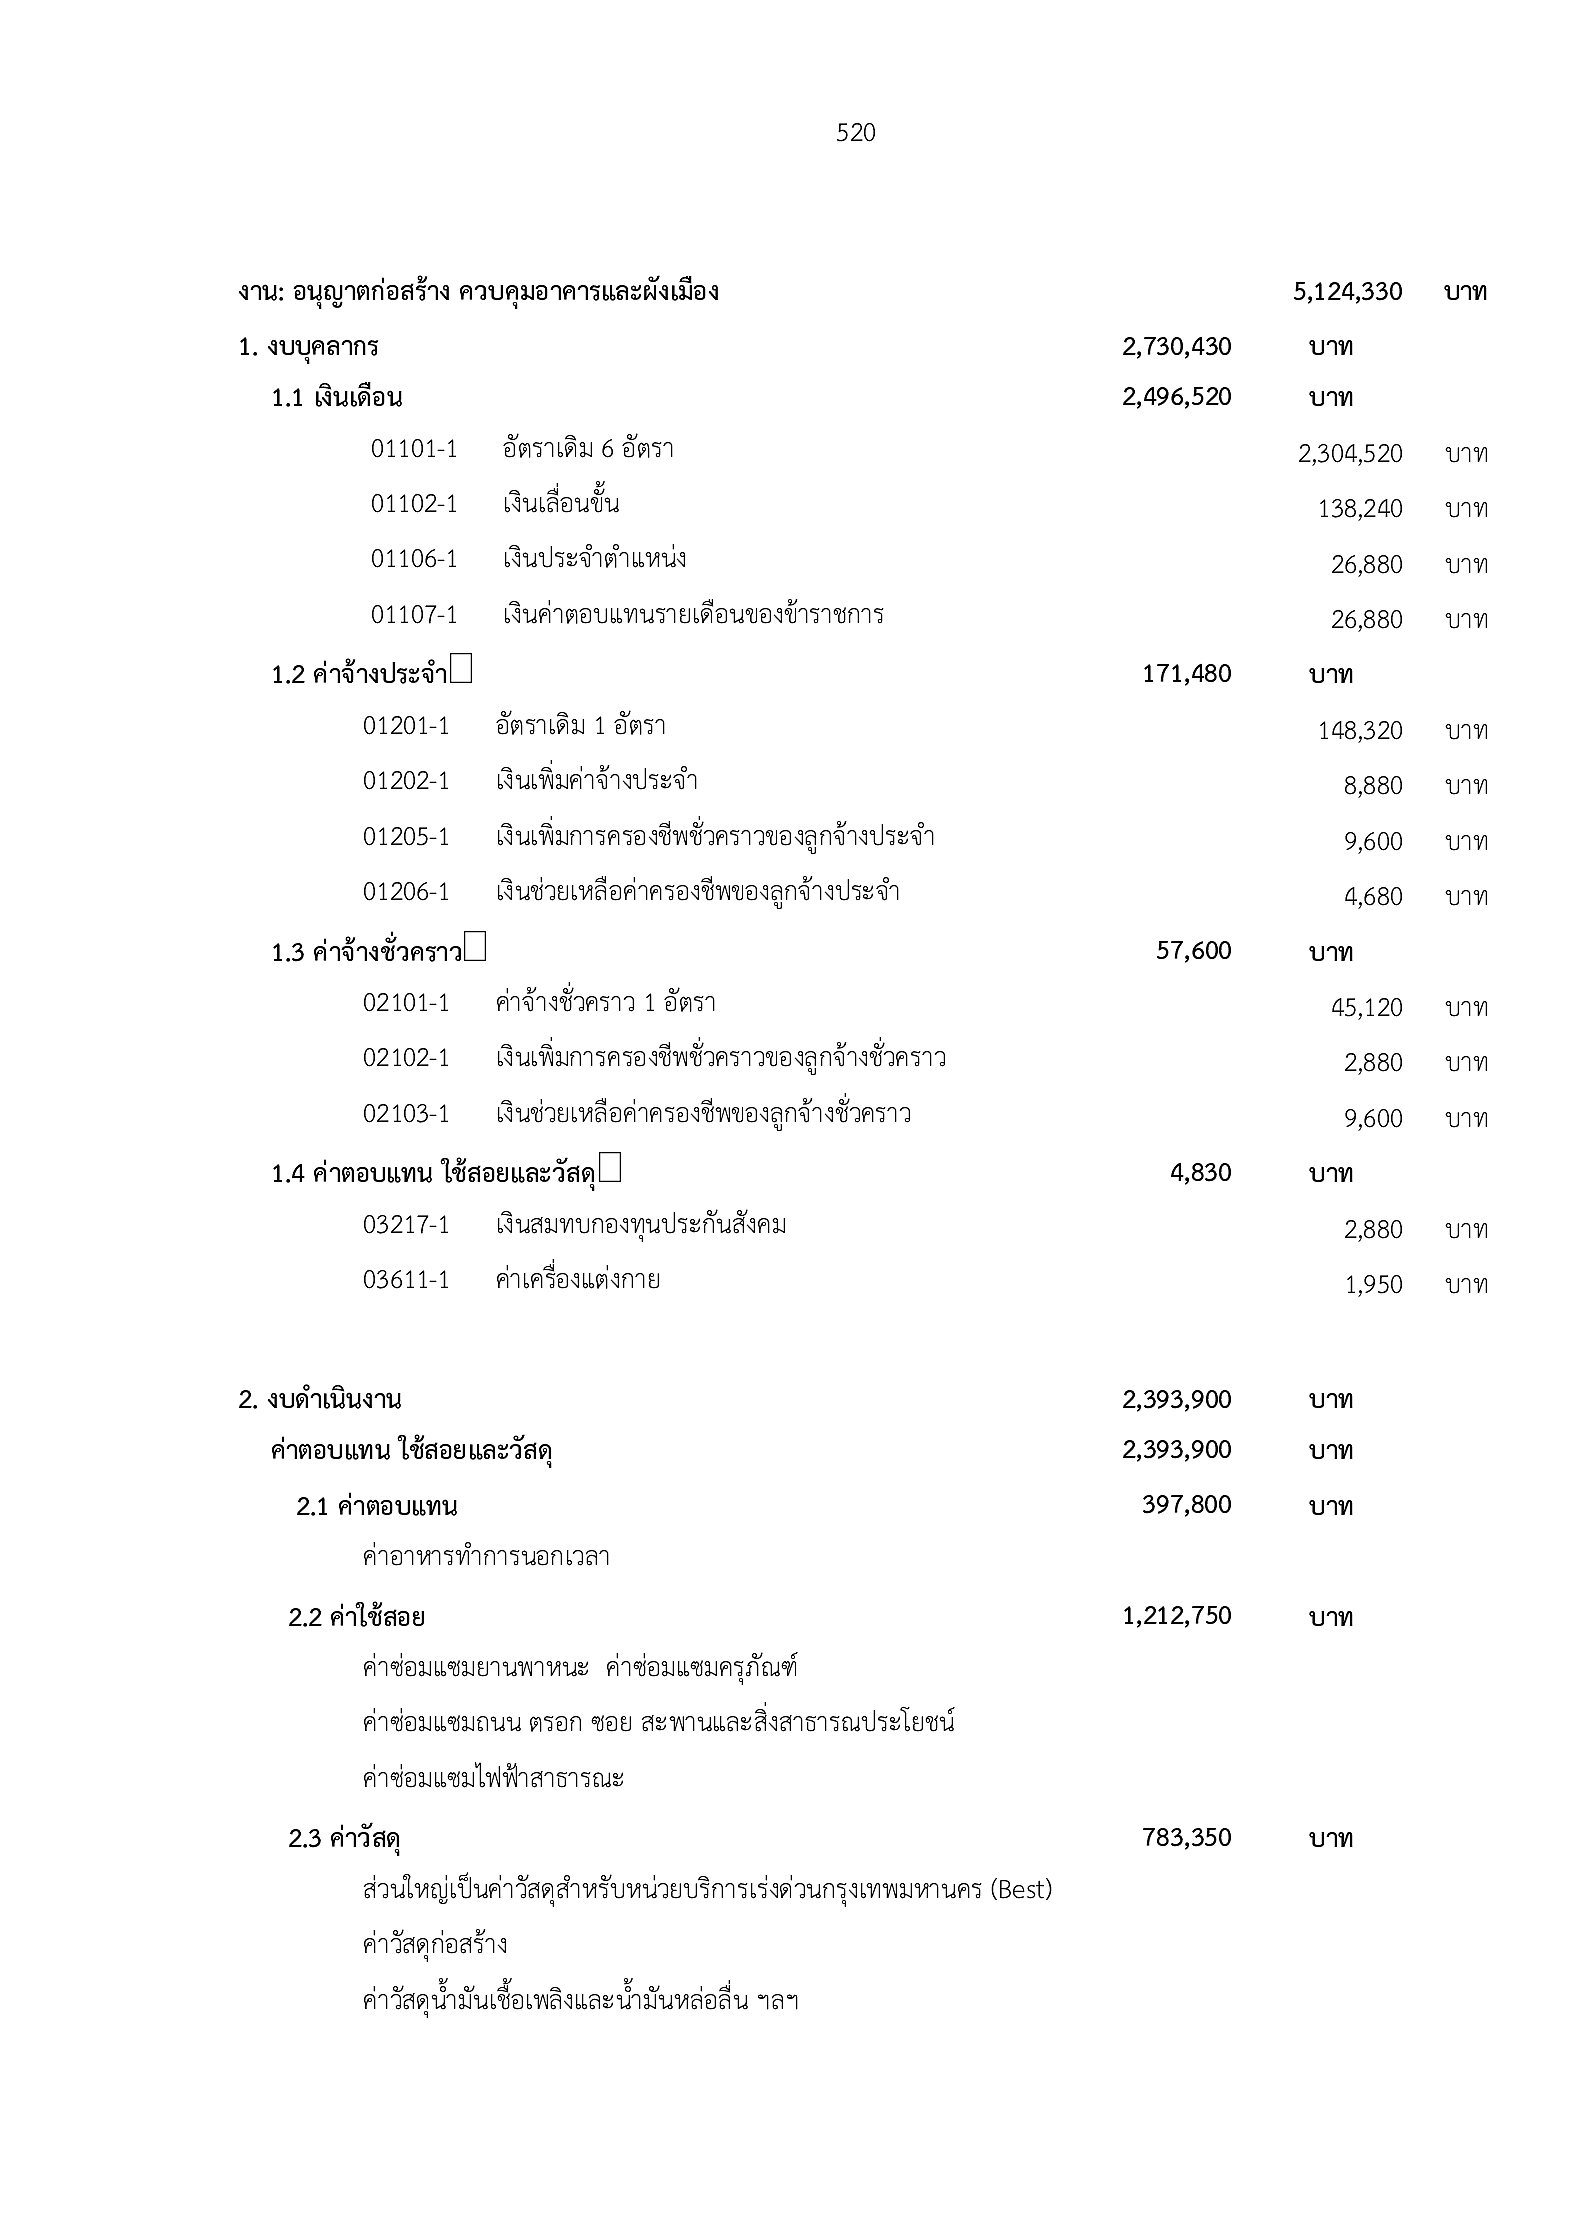 520
งาน: อนุญาตก่อสร้าง ควบคุมอาคารและผังเมือง 5,124,330 บาท
1. งบบุคลากร 2,730,430 บาท
1.1 เงินเดือน 2,496,520 บาท
01101-1 อัตราเดิม 6 อัตรา 2,304,520 บาท
01102-1 เงินเลื่อนขั้น 138,240 บาท
01106-1 เงินประจำตำแหน่ง 26,880 บาท
01107-1 เงินค่าตอบแทนรายเดือนของข้าราชการ 26,880 บาท
1.2 ค่าจ้างประจำ 171,480 บาท
01201-1 อัตราเดิม 1 อัตรา 148,320 บาท
01202-1 เงินเพิ่มค่าจ้างประจำ 8,880 บาท
01205-1 เงินเพิ่มการครองชีพชั่วคราวของลูกจ้างประจำ 9,600 บาท
01206-1 เงินช่วยเหลือค่าครองชีพของลูกจ้างประจำ 4,680 บาท
1.3 ค่าจ้างชั่วคราว 57,600 บาท
02101-1 ค่าจ้างชั่วคราว 1 อัตรา 45,120 บาท
02102-1 เงินเพิ่มการครองชีพชั่วคราวของลูกจ้างชั่วคราว 2,880 บาท
02103-1 เงินช่วยเหลือค่าครองชีพของลูกจ้างชั่วคราว 9,600 บาท
1.4 ค่าตอบแทน ใช้สอยและวัสดุ 4,830 บาท
03217-1 เงินสมทบกองทุนประกันสังคม 2,880 บาท
03611-1 ค่าเครื่องแต่งกาย 1,950 บาท
2. งบดำเนินงาน 2,393,900 บาท
ค่าตอบแทน ใช้สอยและวัสดุ 2,393,900 บาท
2.1 ค่าตอบแทน 397,800 บาท
ค่าอาหารทำการนอกเวลา
2.2 ค่าใช้สอย 1,212,750 บาท
ค่าซ่อมแซมยานพาหนะ ค่าซ่อมแซมครุภัณฑ์
ค่าซ่อมแซมถนน ตรอก ซอย สะพานและสิ่งสาธารณประโยชน์
ค่าซ่อมแซมไฟฟ้าสาธารณะ
2.3 ค่าวัสดุ 783,350 บาท
ส่วนใหญ่เป็นค่าวัสดุสำหรับหน่วยบริการเร่งด่วนกรุงเทพมหานคร (Best)
ค่าวัสดุก่อสร้าง
ค่าวัสดุน้ำมันเชื้อเพลิงและน้ำมันหล่อลื่น ฯลฯ